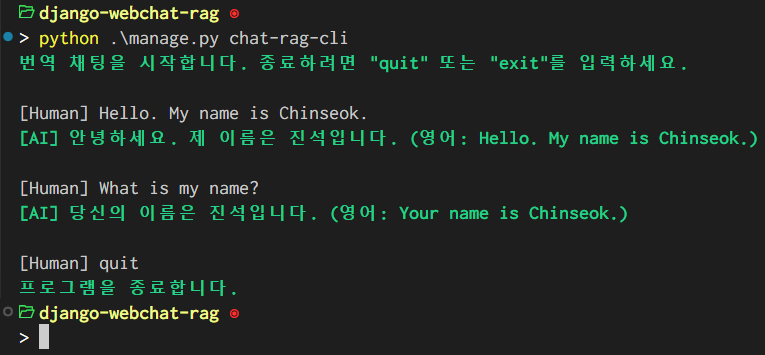 django-webchat-rag
> python .\manage.py chat-rag-cli
번역 채팅을 시작합니다. 종료하려면 "quit" 또는 "exit"를 입력하세요.
[Human] Hello. My name is Chinseok.
[AI] 안녕하세요. 제 이름은 진석입니다. (영어: Hello. My name is Chinseok.)
[Human] What is my name?
[AI] 당신의 이름은 진석입니다. (영어: Your name is Chinseok.)
[Human] quit
프로그램을 종료합니다.
django-webchat-rag
>